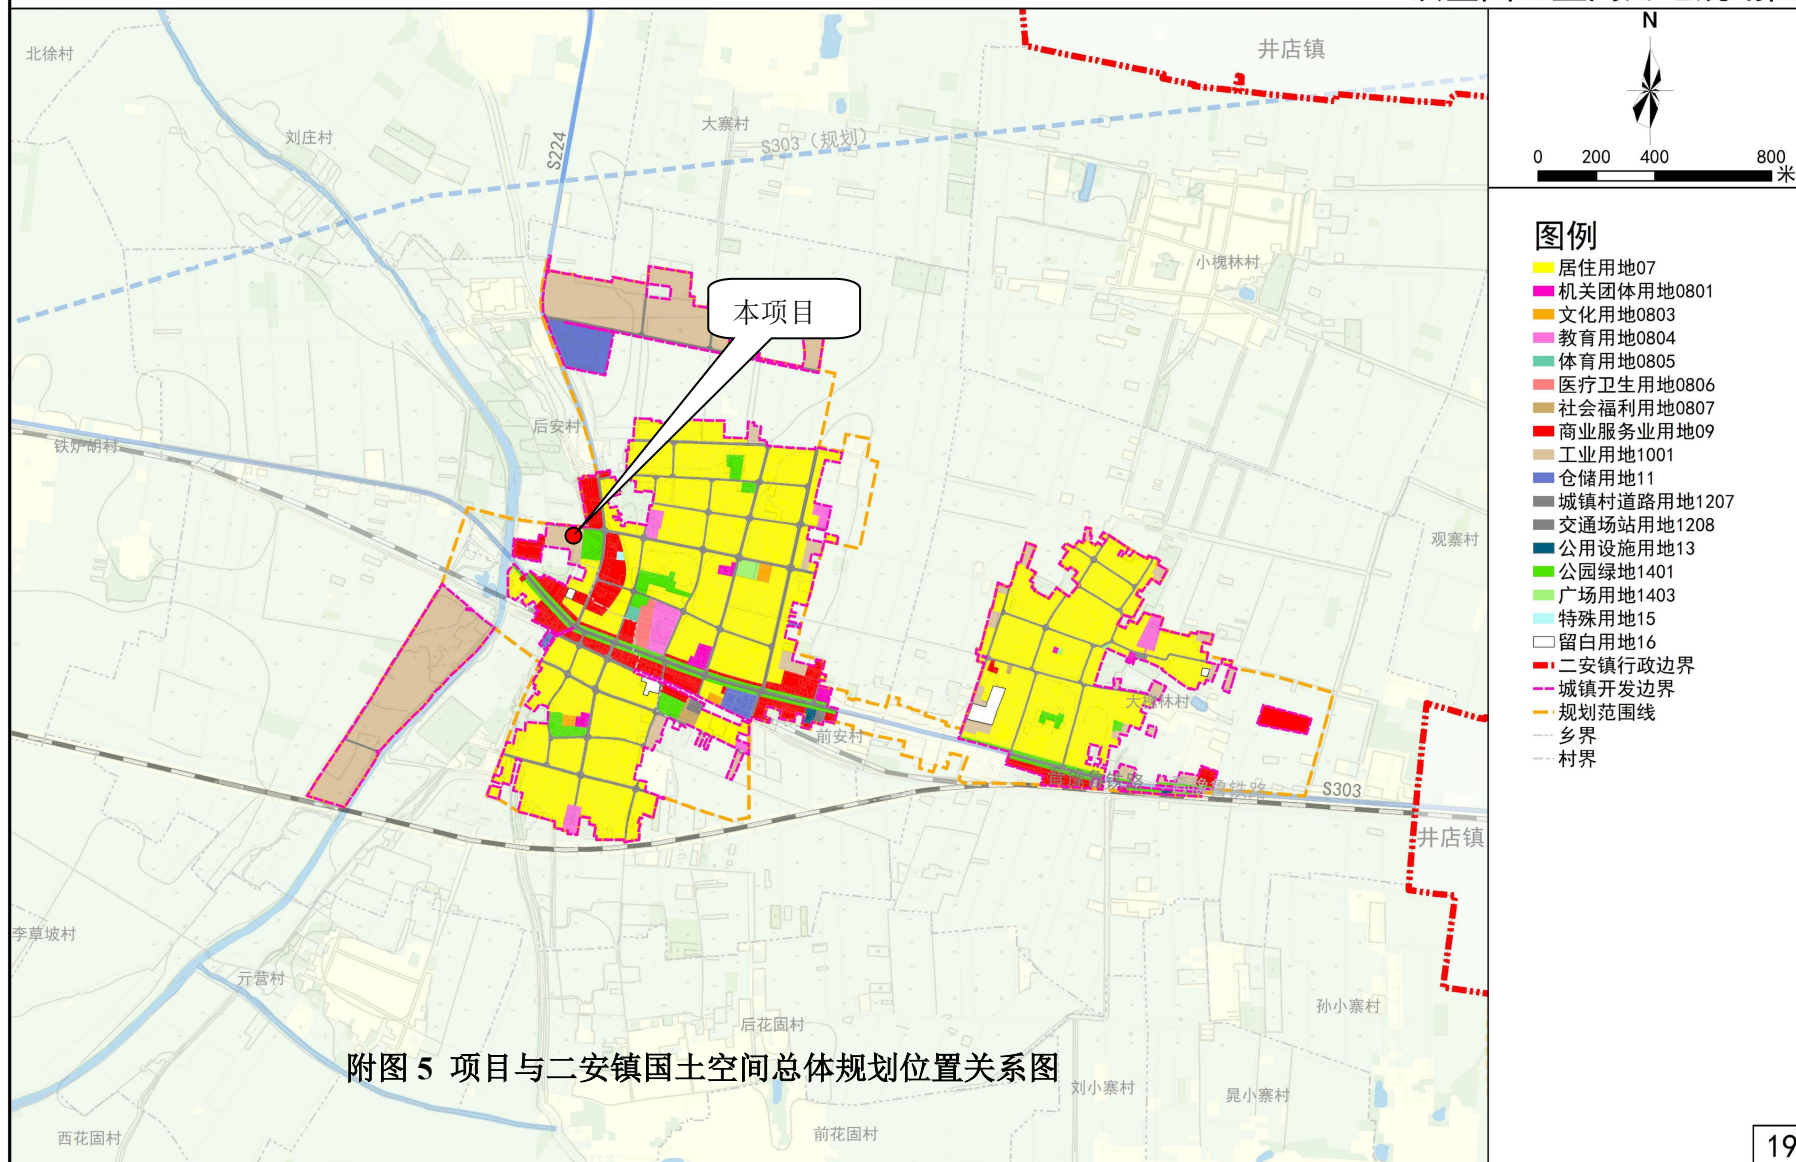 井店镇
北徐村
刘庄村
大寨村
S303（规划）
S224
小槐林村
本项目
后安村
铁炉胡村
观寨村
大槐林村
前安村
S303
井店镇
李草坡村
亓营村
孙小寨村
后花固村
附图 5 项目与二安镇国土空间总体规划位置关系图
刘小寨村
晁小寨村
西花固村
前花固村
N
0 200 400 800
米
图例
居住用地07
机关团体用地0801
文化用地0803
教育用地0804
体育用地0805
医疗卫生用地0806
社会福利用地0807
商业服务业用地09
工业用地1001
仓储用地11
城镇村道路用地1207
交通场站用地1208
公用设施用地13
公园绿地1401
广场用地1403
特殊用地15
留白用地16
二安镇行政边界
城镇开发边界
规划范围线
乡界
村界
19